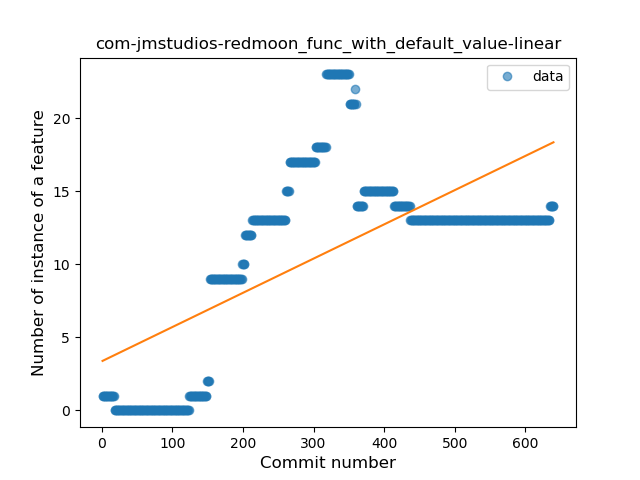 com-jmstudios-redmoon_func_with_default_value-linear
data
Number of instance of a feature
20
15
10
5
0
0 100 200 300 400 500 600
Commit number